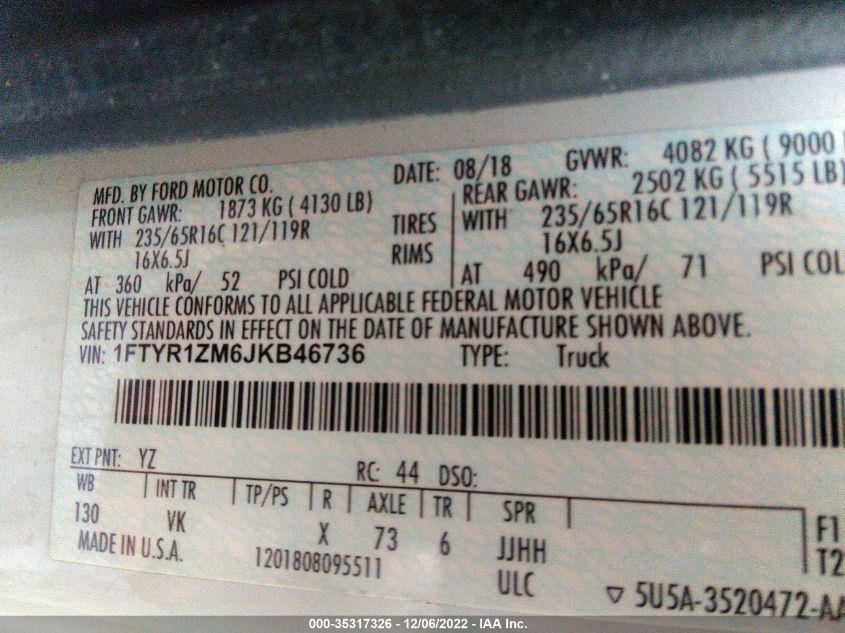 MFD. BY FORD MOTOR CO. DATE: 08/18 GVWR: 4082 KG ( 9000
FRONT GAWR: 1873 KG ( 4130 LB) REAR GAWR: 2502 KG ( 5515 LB)
WITH 235/65R16C 121/119R TIRES WITH 235/65R16C 121/119R
16X6.5J RIMS 16X6.5J
AT 360 kPa/ 52 PSI COLD AT 490 kPa/ 71 PSI COL
THIS VEHICLE CONFORMS TO ALL APPLICABLE FEDERAL MOTOR VEHICLE
SAFETY STANDARDS IN EFFECT ON THE DATE OF MANUFACTURE SHOWN ABOVE.
VIN: 1FTYR1ZM6JKB46736 TYPE: Truck
EXT PNT: YZ RC: 44 DSO:
WB INT TR TP/PS R AXLE TR SPR
130 VK X 73 6 JJHH F1
MADE IN U.S.A. 1201808095511 ULC T2
▽ 5U5A-3520472-AA
000-35317326 - 12/06/2022 - IAA Inc.